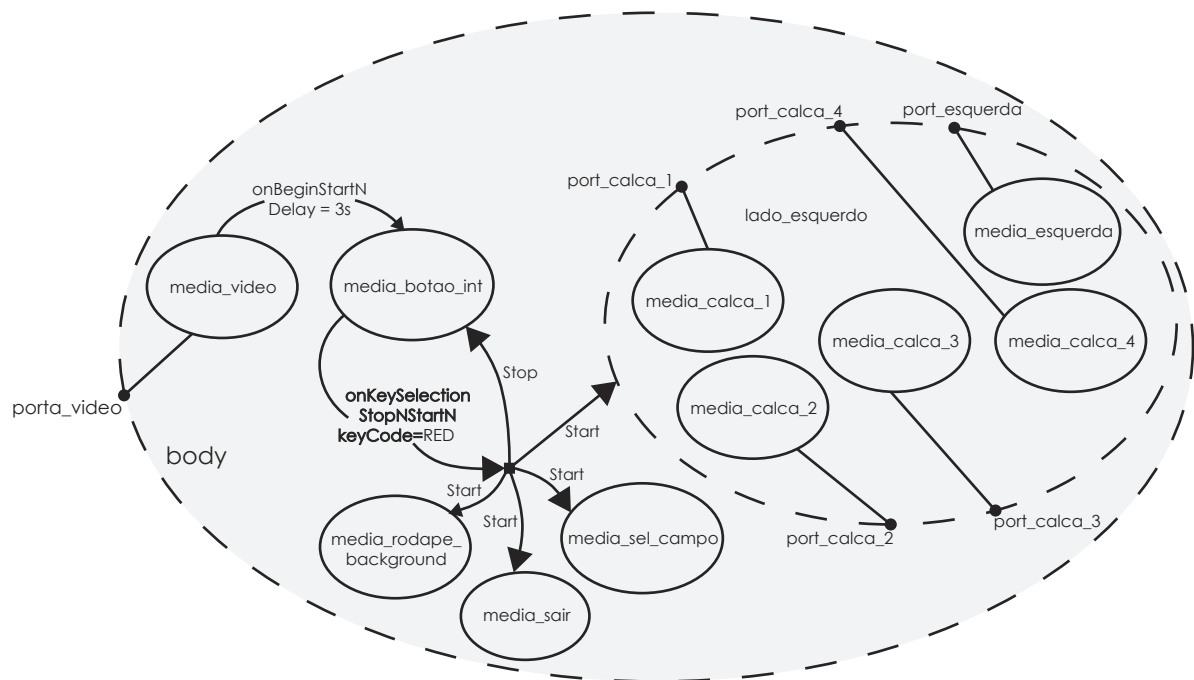 port_calca_4
port_esquerda
port_calca_1
onBeginStartN
Delay = 3s
lado_esquerdo
media_esquerda
media_video
media_botao_int
media_calca_1
media_calca_3
media_calca_4
Stop
onKeySelection
StopNStartN
keyCode=RED
porta_video
media_calca_2
Start
body
Start
Start
Start
port_calca_3
port_calca_2
media_rodape_
background
media_sel_campo
media_sair